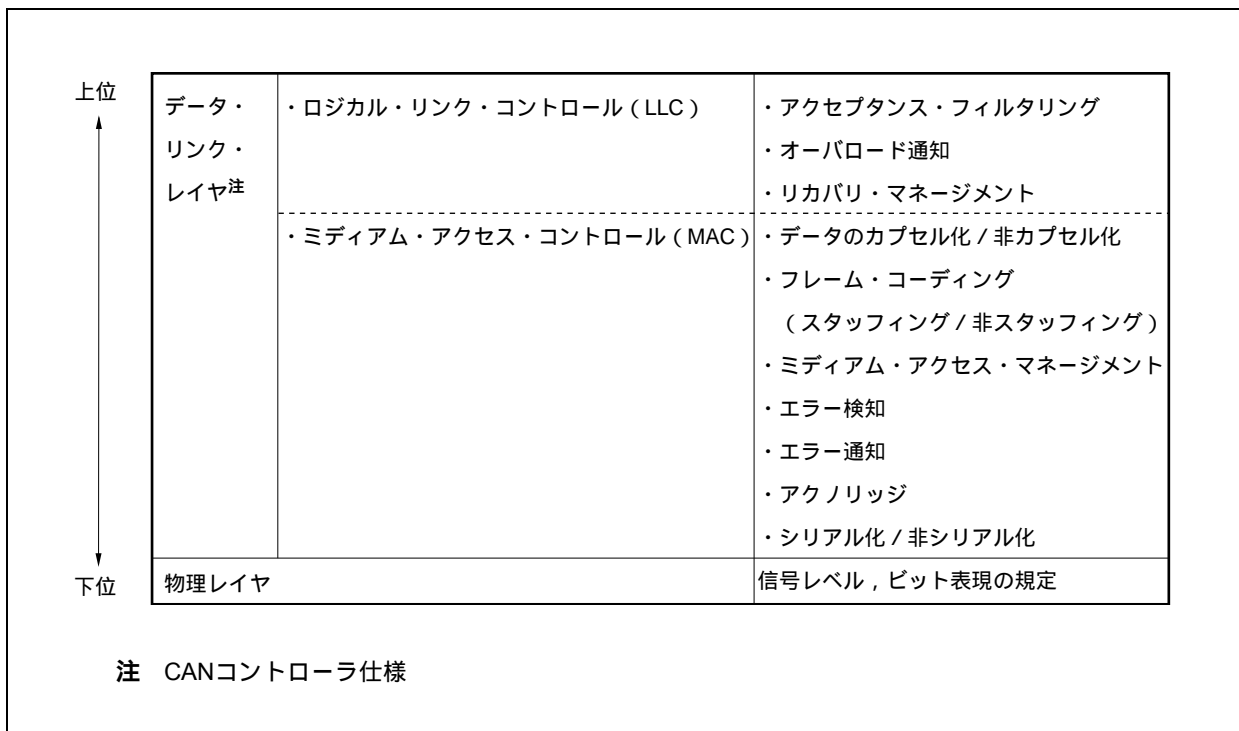 上位
データ・
リンク・
レイヤ注
・ロジカル・リンク・コントロール（LLC）
・アクセプタンス・フィルタリング
・オーバロード通知
・リカバリ・マネージメント
・ミディアム・アクセス・コントロール（MAC）
・データのカプセル化／非カプセル化
・フレーム・コーディング
（スタッフィング／非スタッフィング）
・ミディアム・アクセス・マネージメント
・エラー検知
・エラー通知
・アクノリッジ
・シリアル化／非シリアル化
下位
物理レイヤ
信号レベル，ビット表現の規定
注 CANコントローラ仕様